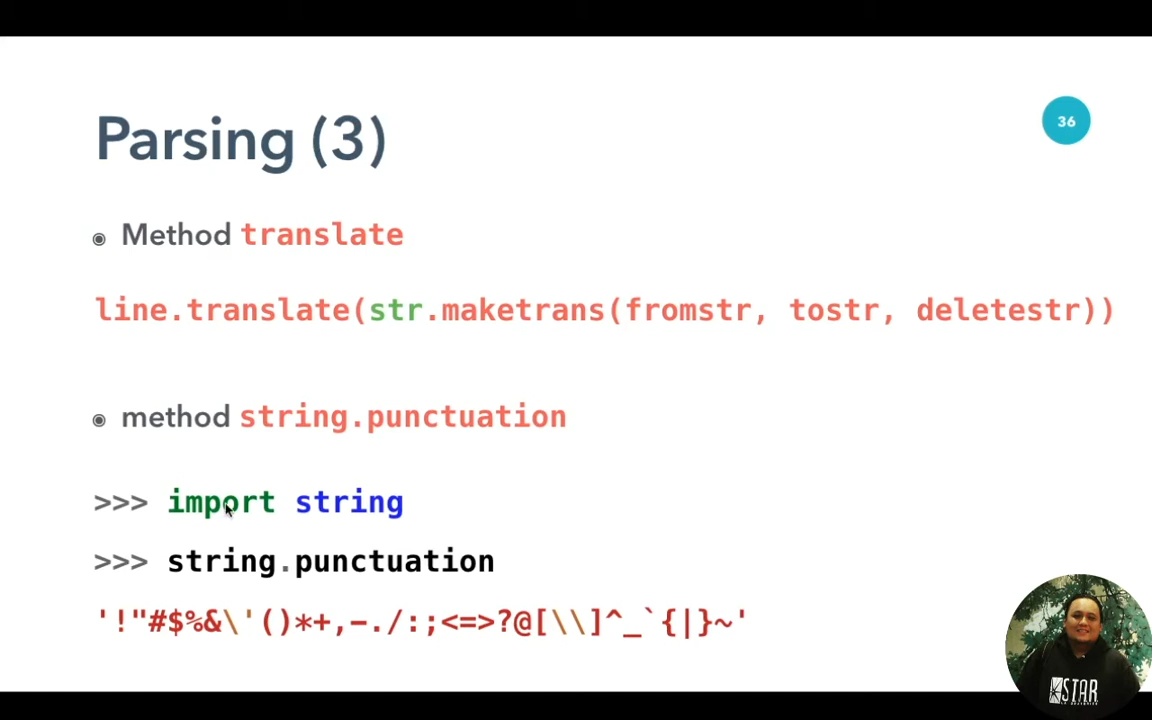 Parsing (3)
36
Method translate
line.translate(str.maketrans(fromstr, tostr, deletestr))
method string.punctuation
>>> import string
>>> string.punctuation
'!"#$%&\'()*+,-./:;<=>?@[\\]^_`{|}~'
STAR